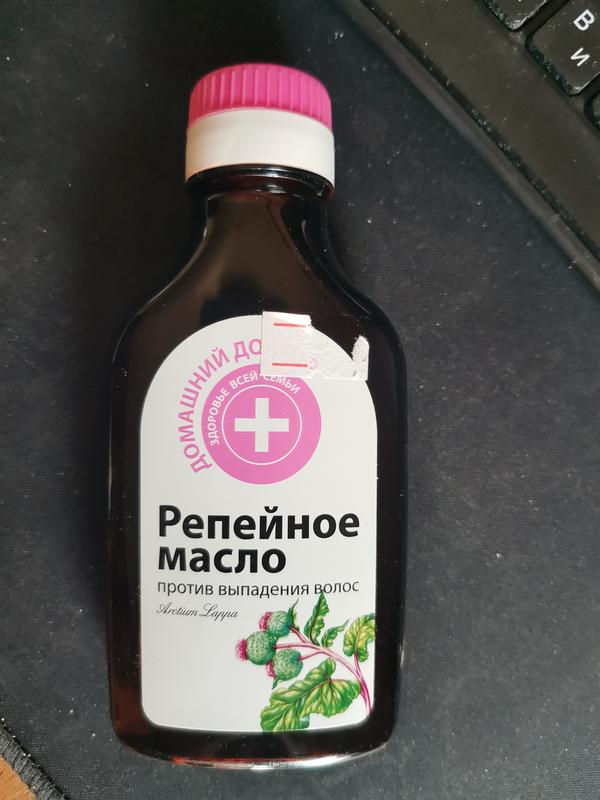 В
И
ДОМАШНИЙ ДО
ЗДОРОВЬЕ ВСЕЙ СЕМЬИ
Репейное
масло
против выпадения волос
Arctium Lappa